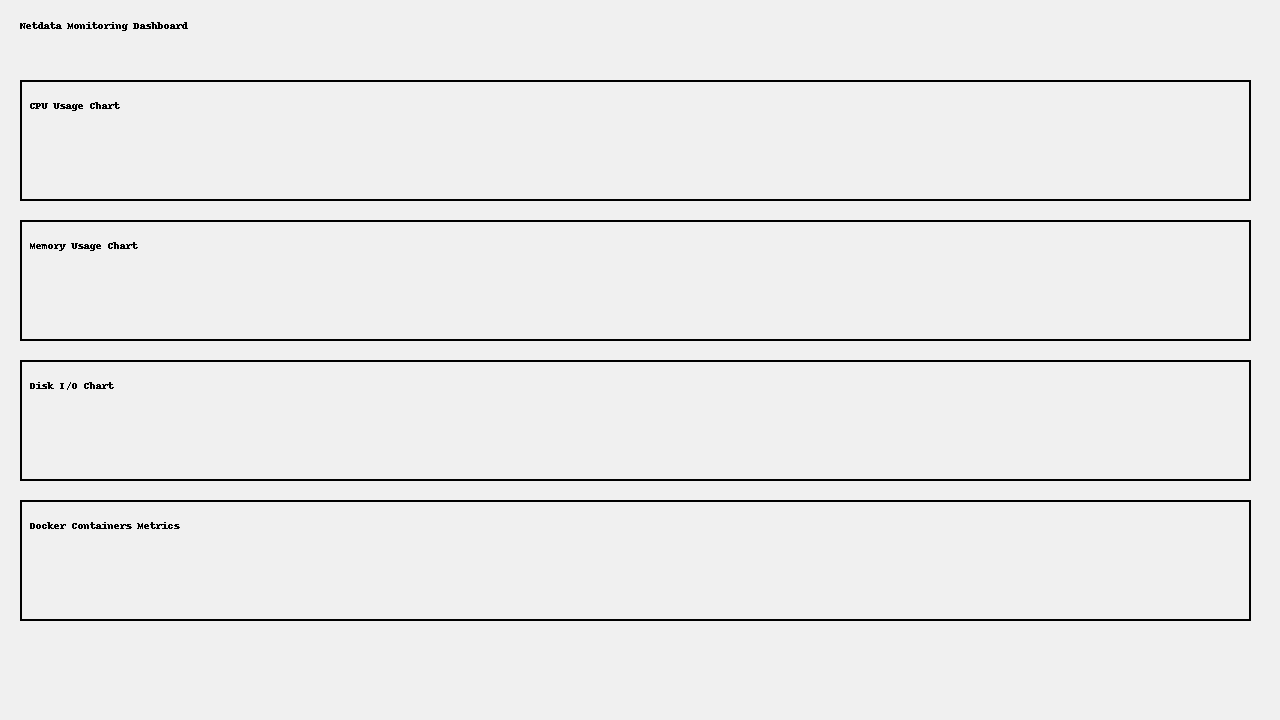 Netdata Monitoring Dashboard
CPU Usage Chart
Memory Usage Chart
Disk I/O Chart
Docker Containers Metrics